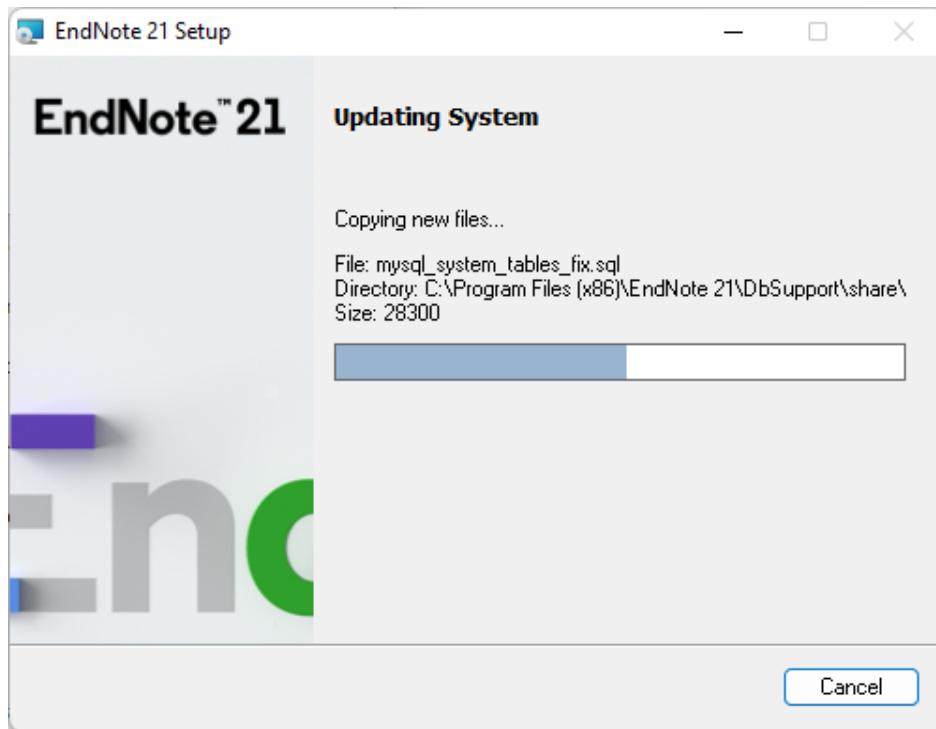 EndNote 21 Setup
EndNote™21
Updating System
Copying new files...
File: mysql_system_tables_fix.sql
Directory: C:\Program Files (x86)\EndNote 21\DbSupport\share\
Size: 28300
En
Cancel